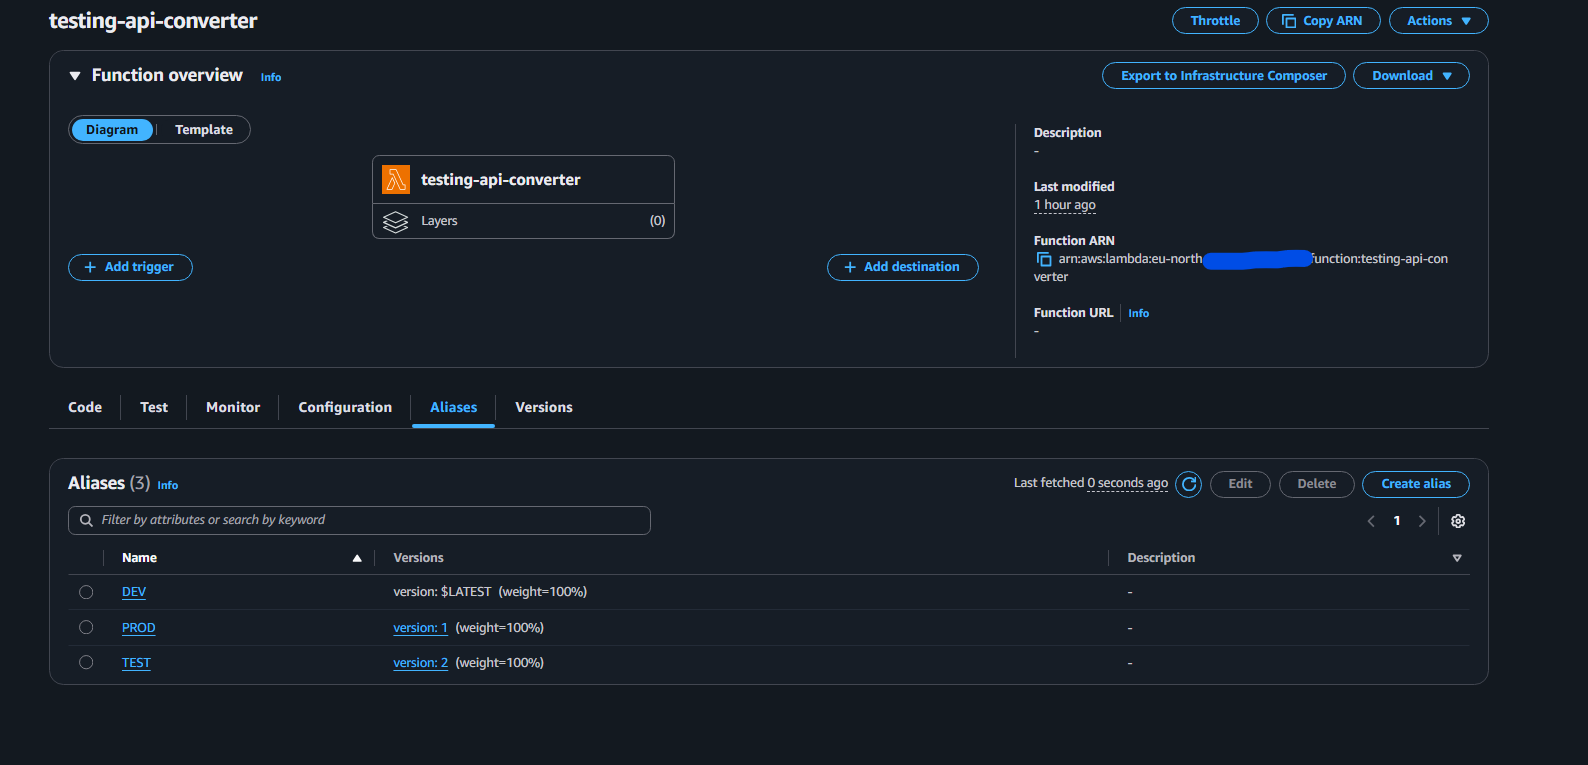 testing-api-converter
Throttle
Copy ARN
Actions
Function overview Info
Export to Infrastructure Composer
Download
Diagram
Template
testing-api-converter
Layers (0)
+ Add trigger
+ Add destination
Description
-
Last modified
1 hour ago
Function ARN
arn:aws:lambda:eu-north
function:testing-api-con
verter
Function URL Info
-
Code Test Monitor Configuration Aliases Versions
Aliases (3) Info
Last fetched 0 seconds ago
Edit
Delete
Create alias
Filter by attributes or search by keyword
1
Name Versions Description
DEV version: $LATEST (weight=100%) -
PROD version: 1 (weight=100%) -
TEST version: 2 (weight=100%) -